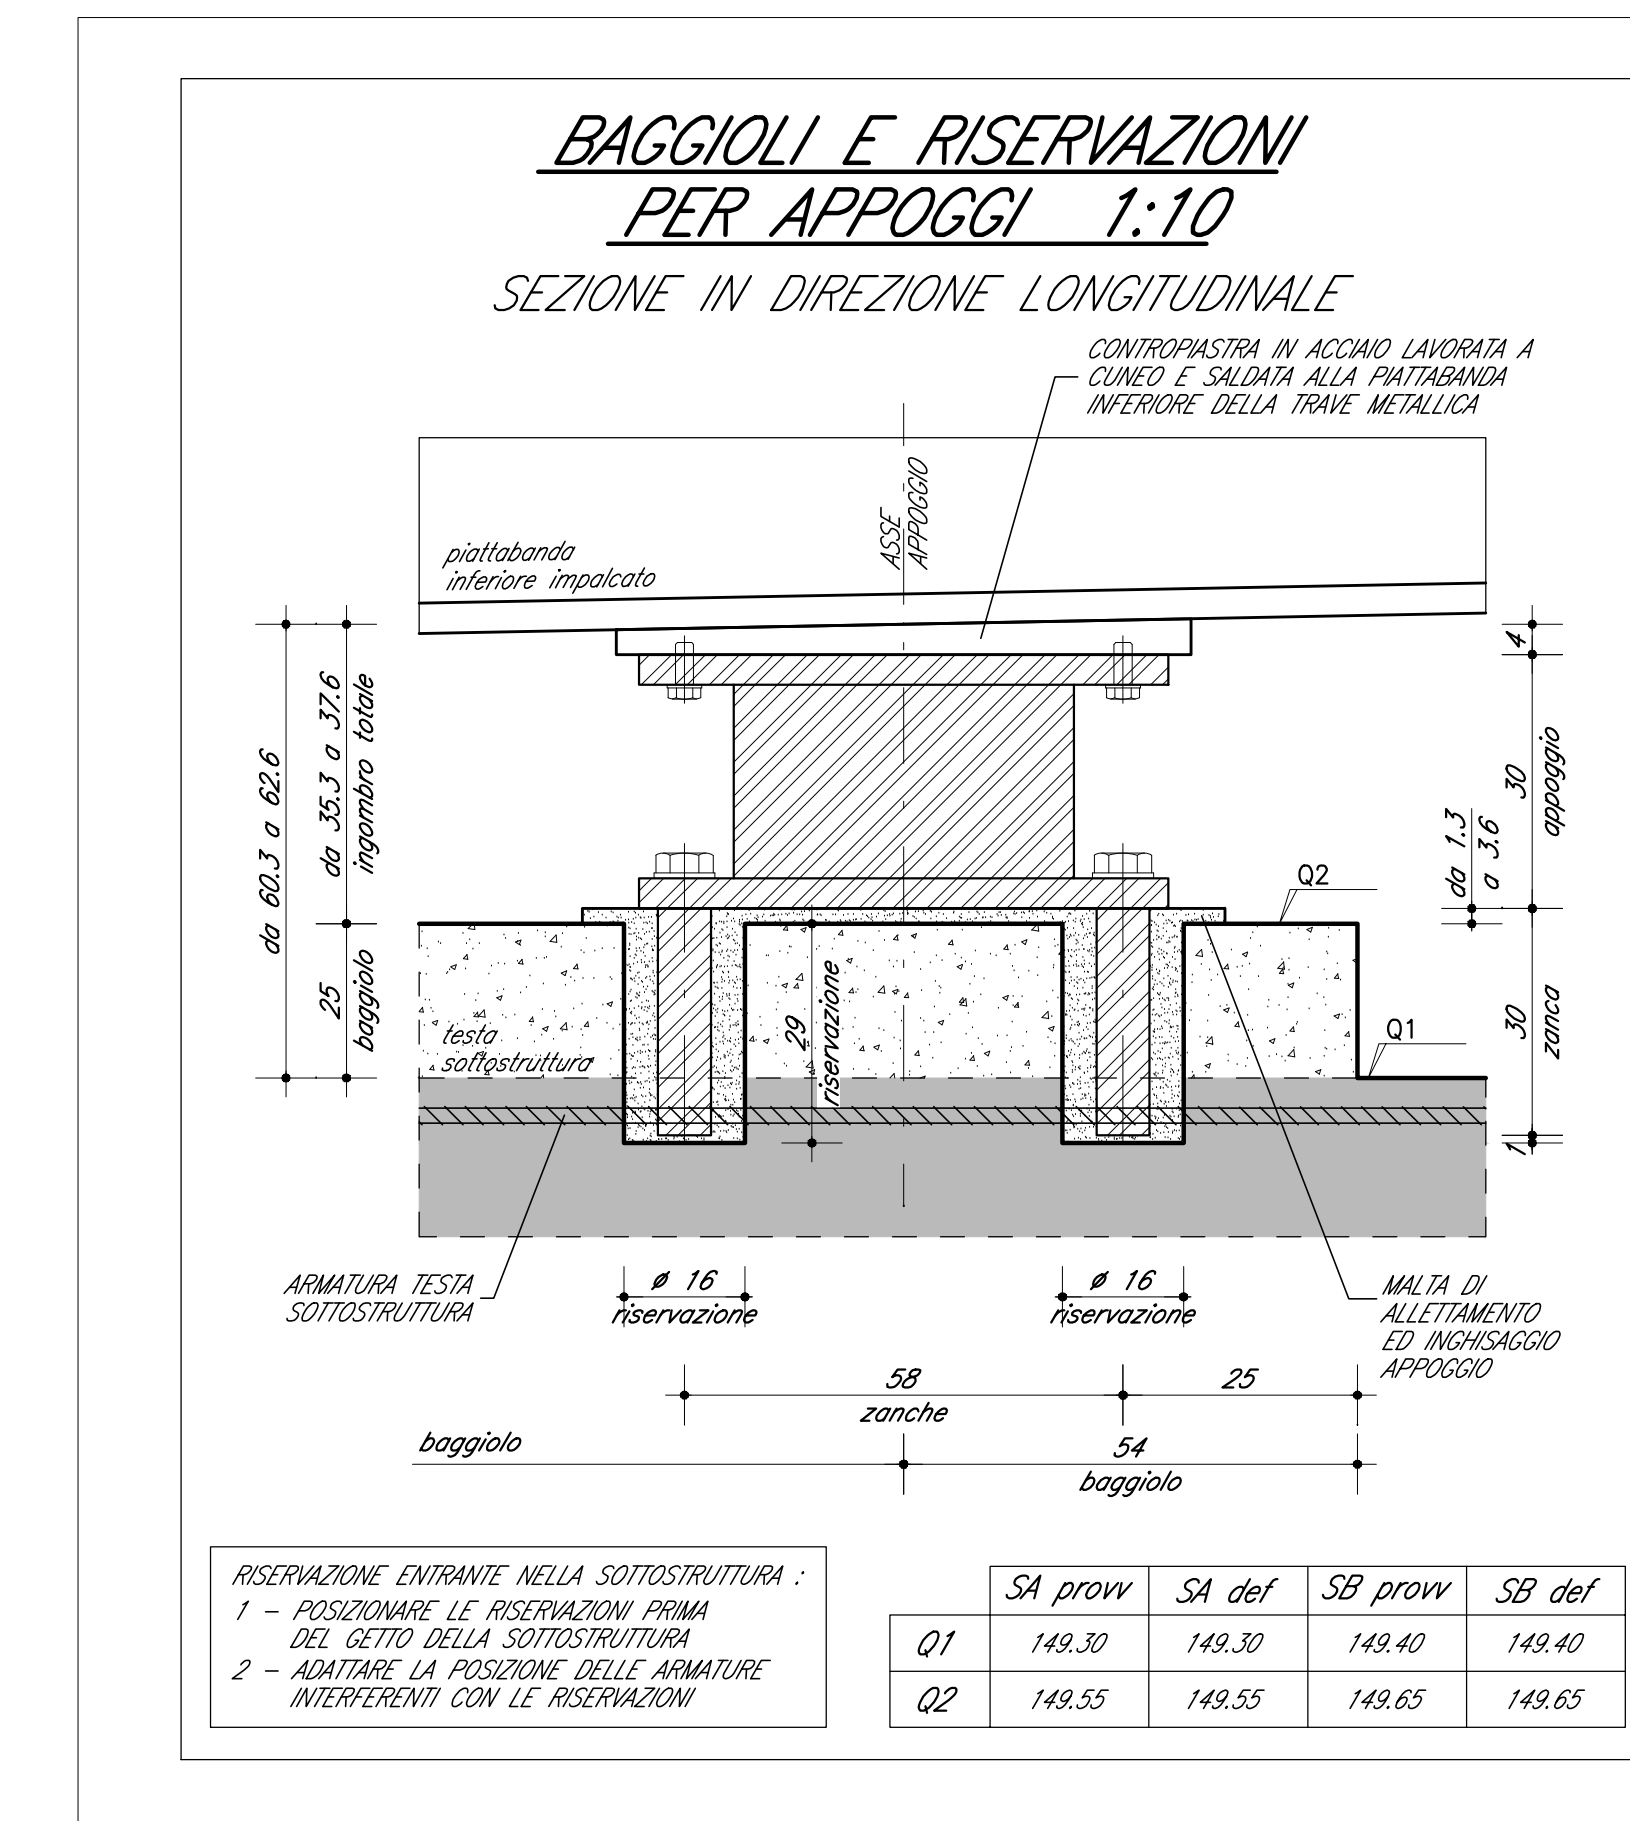 BAGGIOLI E RISERVAZIONI
PER APPOGGI 1:10
SEZIONE IN DIREZIONE LONGITUDINALE
CONTROPIASTRA IN ACCIAIO LAVORATA A
CUNEO E SALDATA ALLA PIATTABANDA
INFERIORE DELLA TRAVE METALLICA
ASSE
APPOGGIO
piattabanda
inferiore impalcato
da 60.3 a 62.6
da 35.3 a 37.6
ingombro totale
25
baggiolo
4
30
appoggio
da 1.3
a 3.6
30
zanca
1
Q2
Q1
testa
sottostruttura
29
riservazione
ARMATURA TESTA
SOTTOSTRUTTURA
ø 16
riservazione
ø 16
riservazione
MALTA DI
ALLETTAMENTO
ED INGHISAGGIO
APPOGGIO
58
zanche
25
baggiolo
54
baggiolo
RISERVAZIONE ENTRANTE NELLA SOTTOSTRUTTURA :
1 - POSIZIONARE LE RISERVAZIONI PRIMA
DEL GETTO DELLA SOTTOSTRUTTURA
2 - ADATTARE LA POSIZIONE DELLE ARMATURE
INTERFERENTI CON LE RISERVAZIONI
SA provv SA def SB provv SB def
Q1 149.30 149.30 149.40 149.40
Q2 149.55 149.55 149.65 149.65